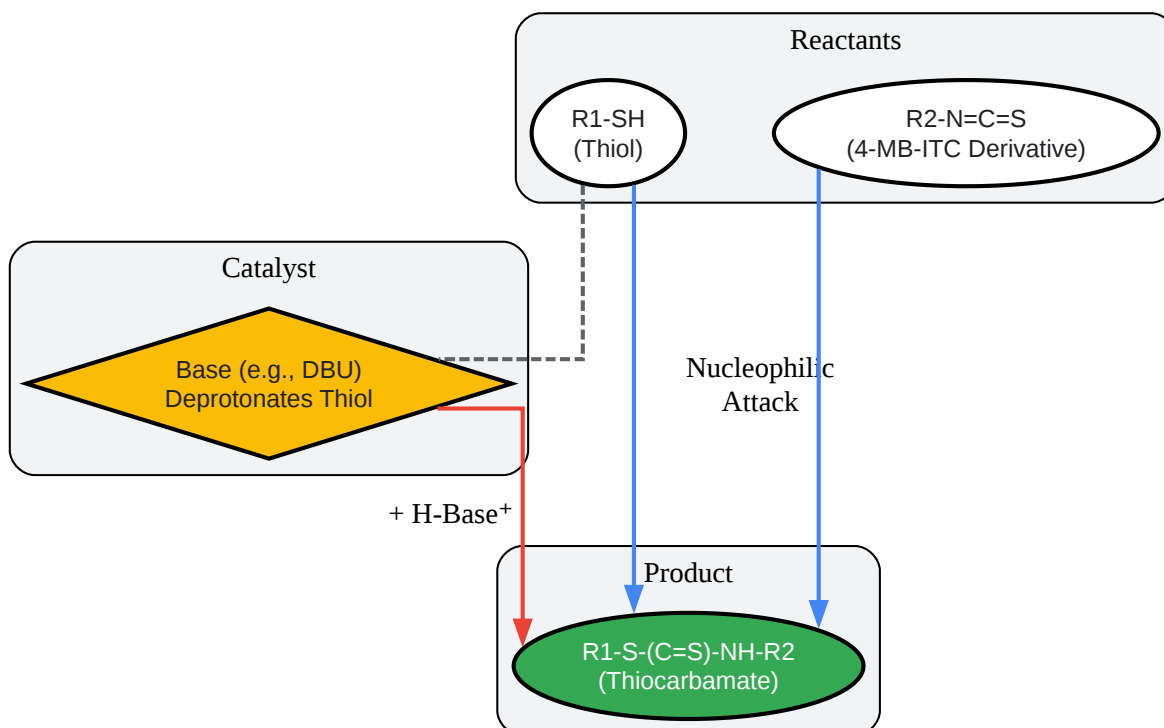 Reactants
R1-SH
(Thiol)
R2-N=C=S
(4-MB-ITC Derivative)
Catalyst
Base (e.g., DBU)
Deprotonates Thiol
Nucleophilic
Attack
+ H-Base⁺
Product
R1-S-(C=S)-NH-R2
(Thiocarbamate)